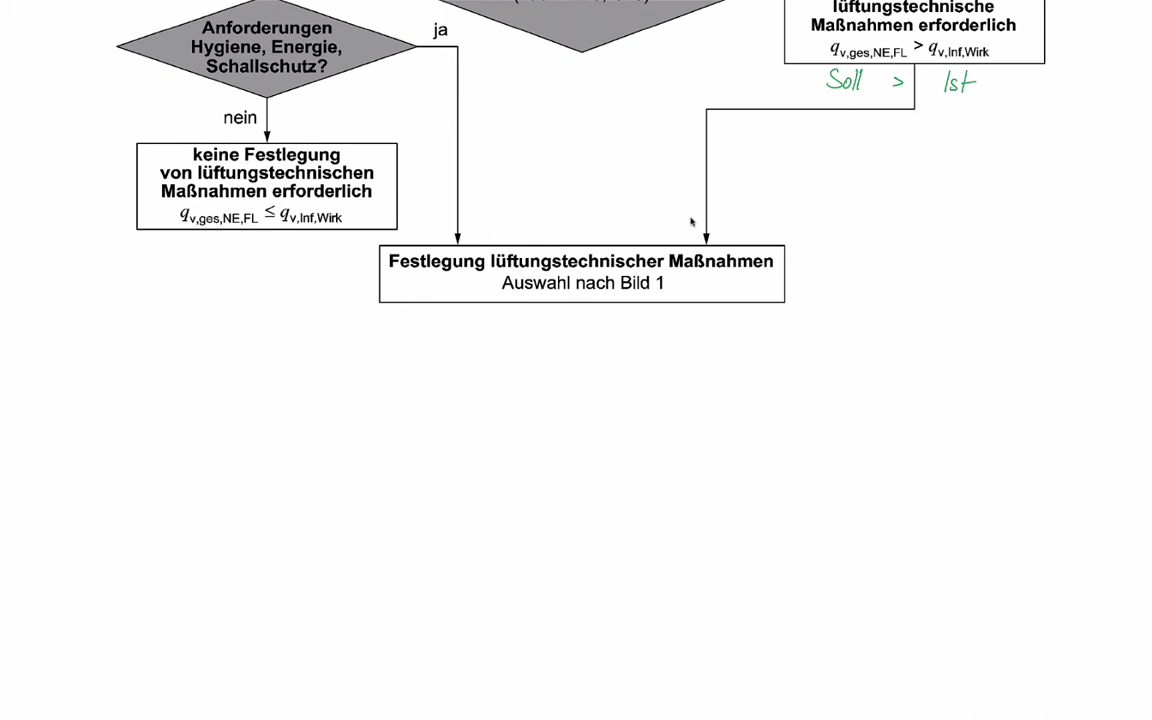 Anforderungen
Hygiene, Energie,
Schallschutz?
ja
nein
keine Festlegung
von lüftungstechnischen
Maßnahmen erforderlich
qv,ges,NE,FL ≤ qv,Inf,Wirk
lüftungstechnische
Maßnahmen erforderlich
qv,ges,NE,FL > qv,Inf,Wirk
Soll > Ist
Festlegung lüftungstechnischer Maßnahmen
Auswahl nach Bild 1